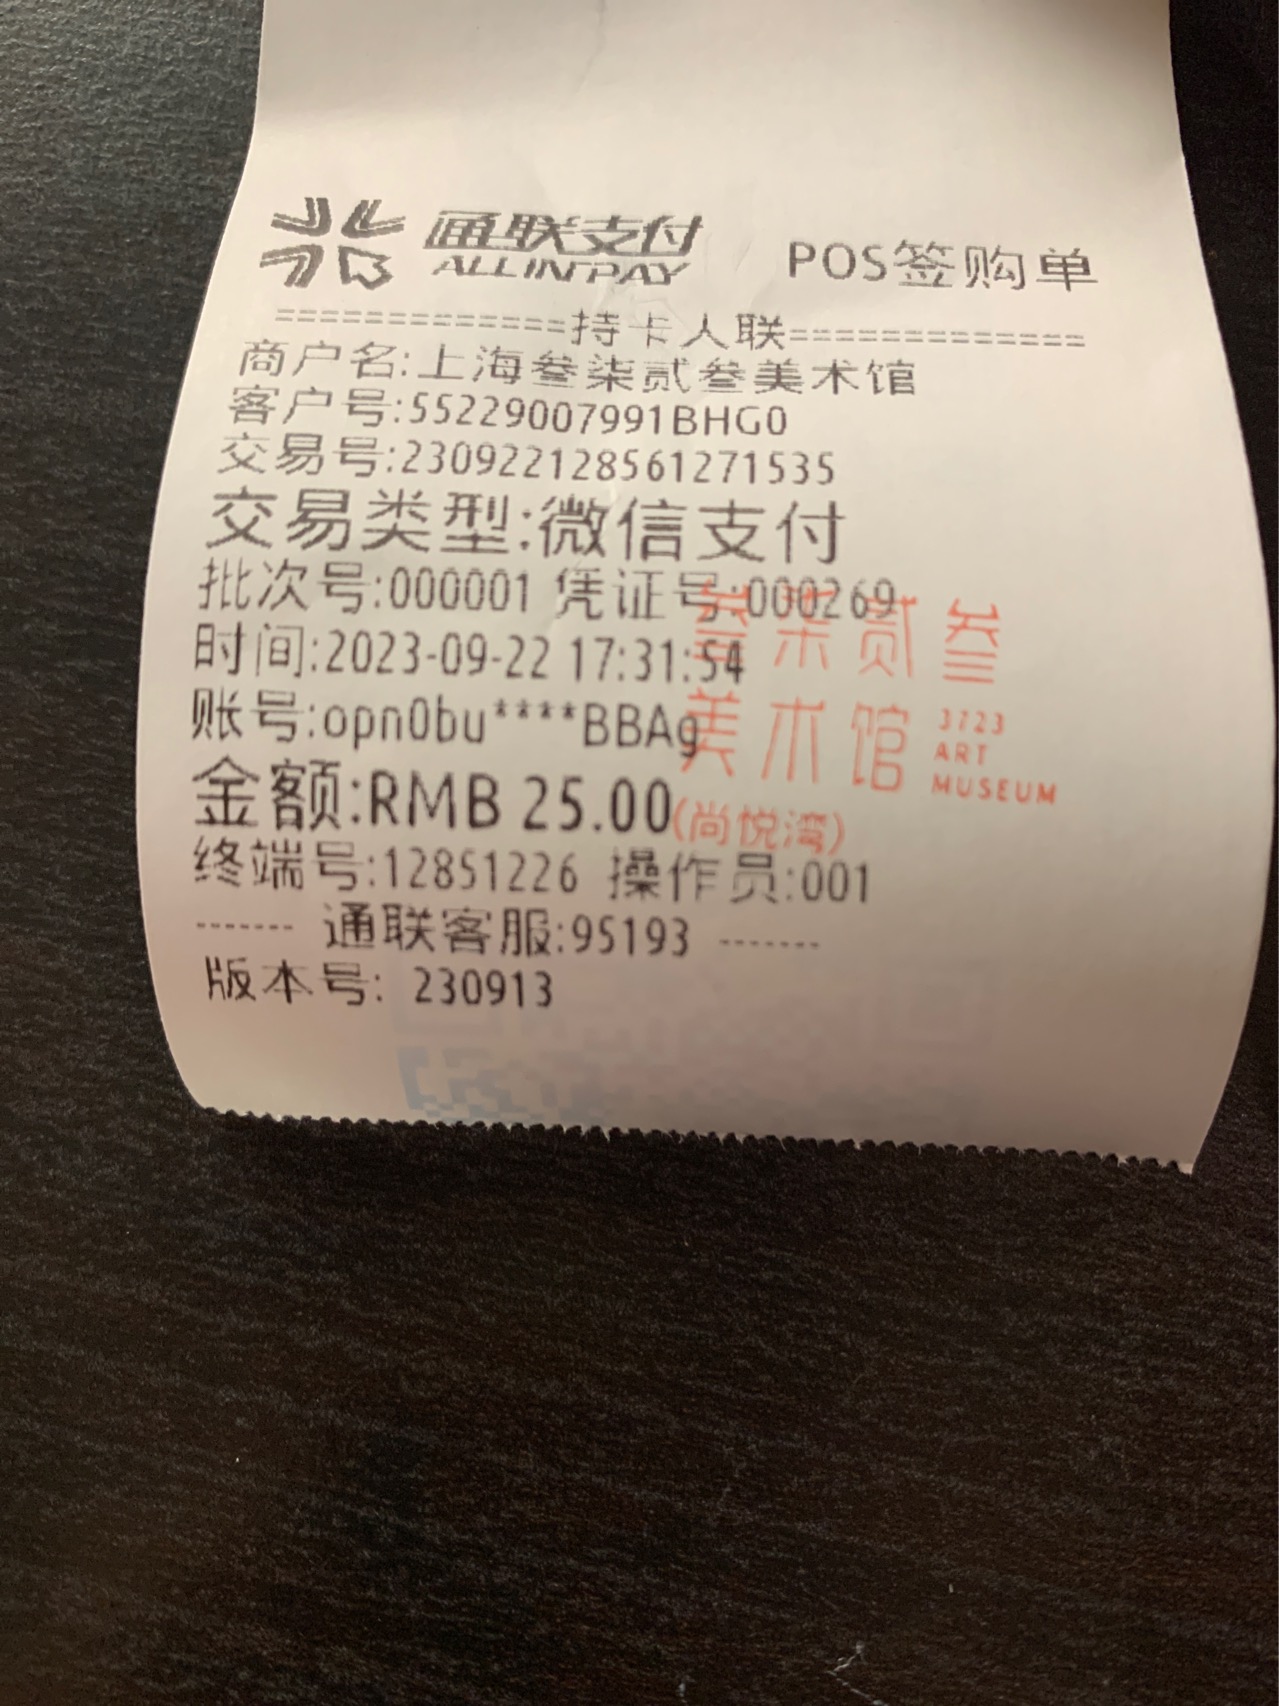 通联支付 POS签购单
ALLINPAY
=============持卡人联=============
商户名:上海叁柒贰叁美术馆
客户号:55229007991BHG0
交易号:230922128561271535
交易类型:微信支付
批次号:000001 凭证号:000269
时间:2023-09-22 17:31:54
账号:opn0bu****BBAg
金额:RMB 25.00
终端号:12851226 操作员:001
------- 通联客服:95193 -------
版本号: 230913
叁柒贰叁
美术馆 3723
ART
MUSEUM
(尚悦湾)